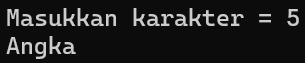 Masukkan karakter = 5
Angka